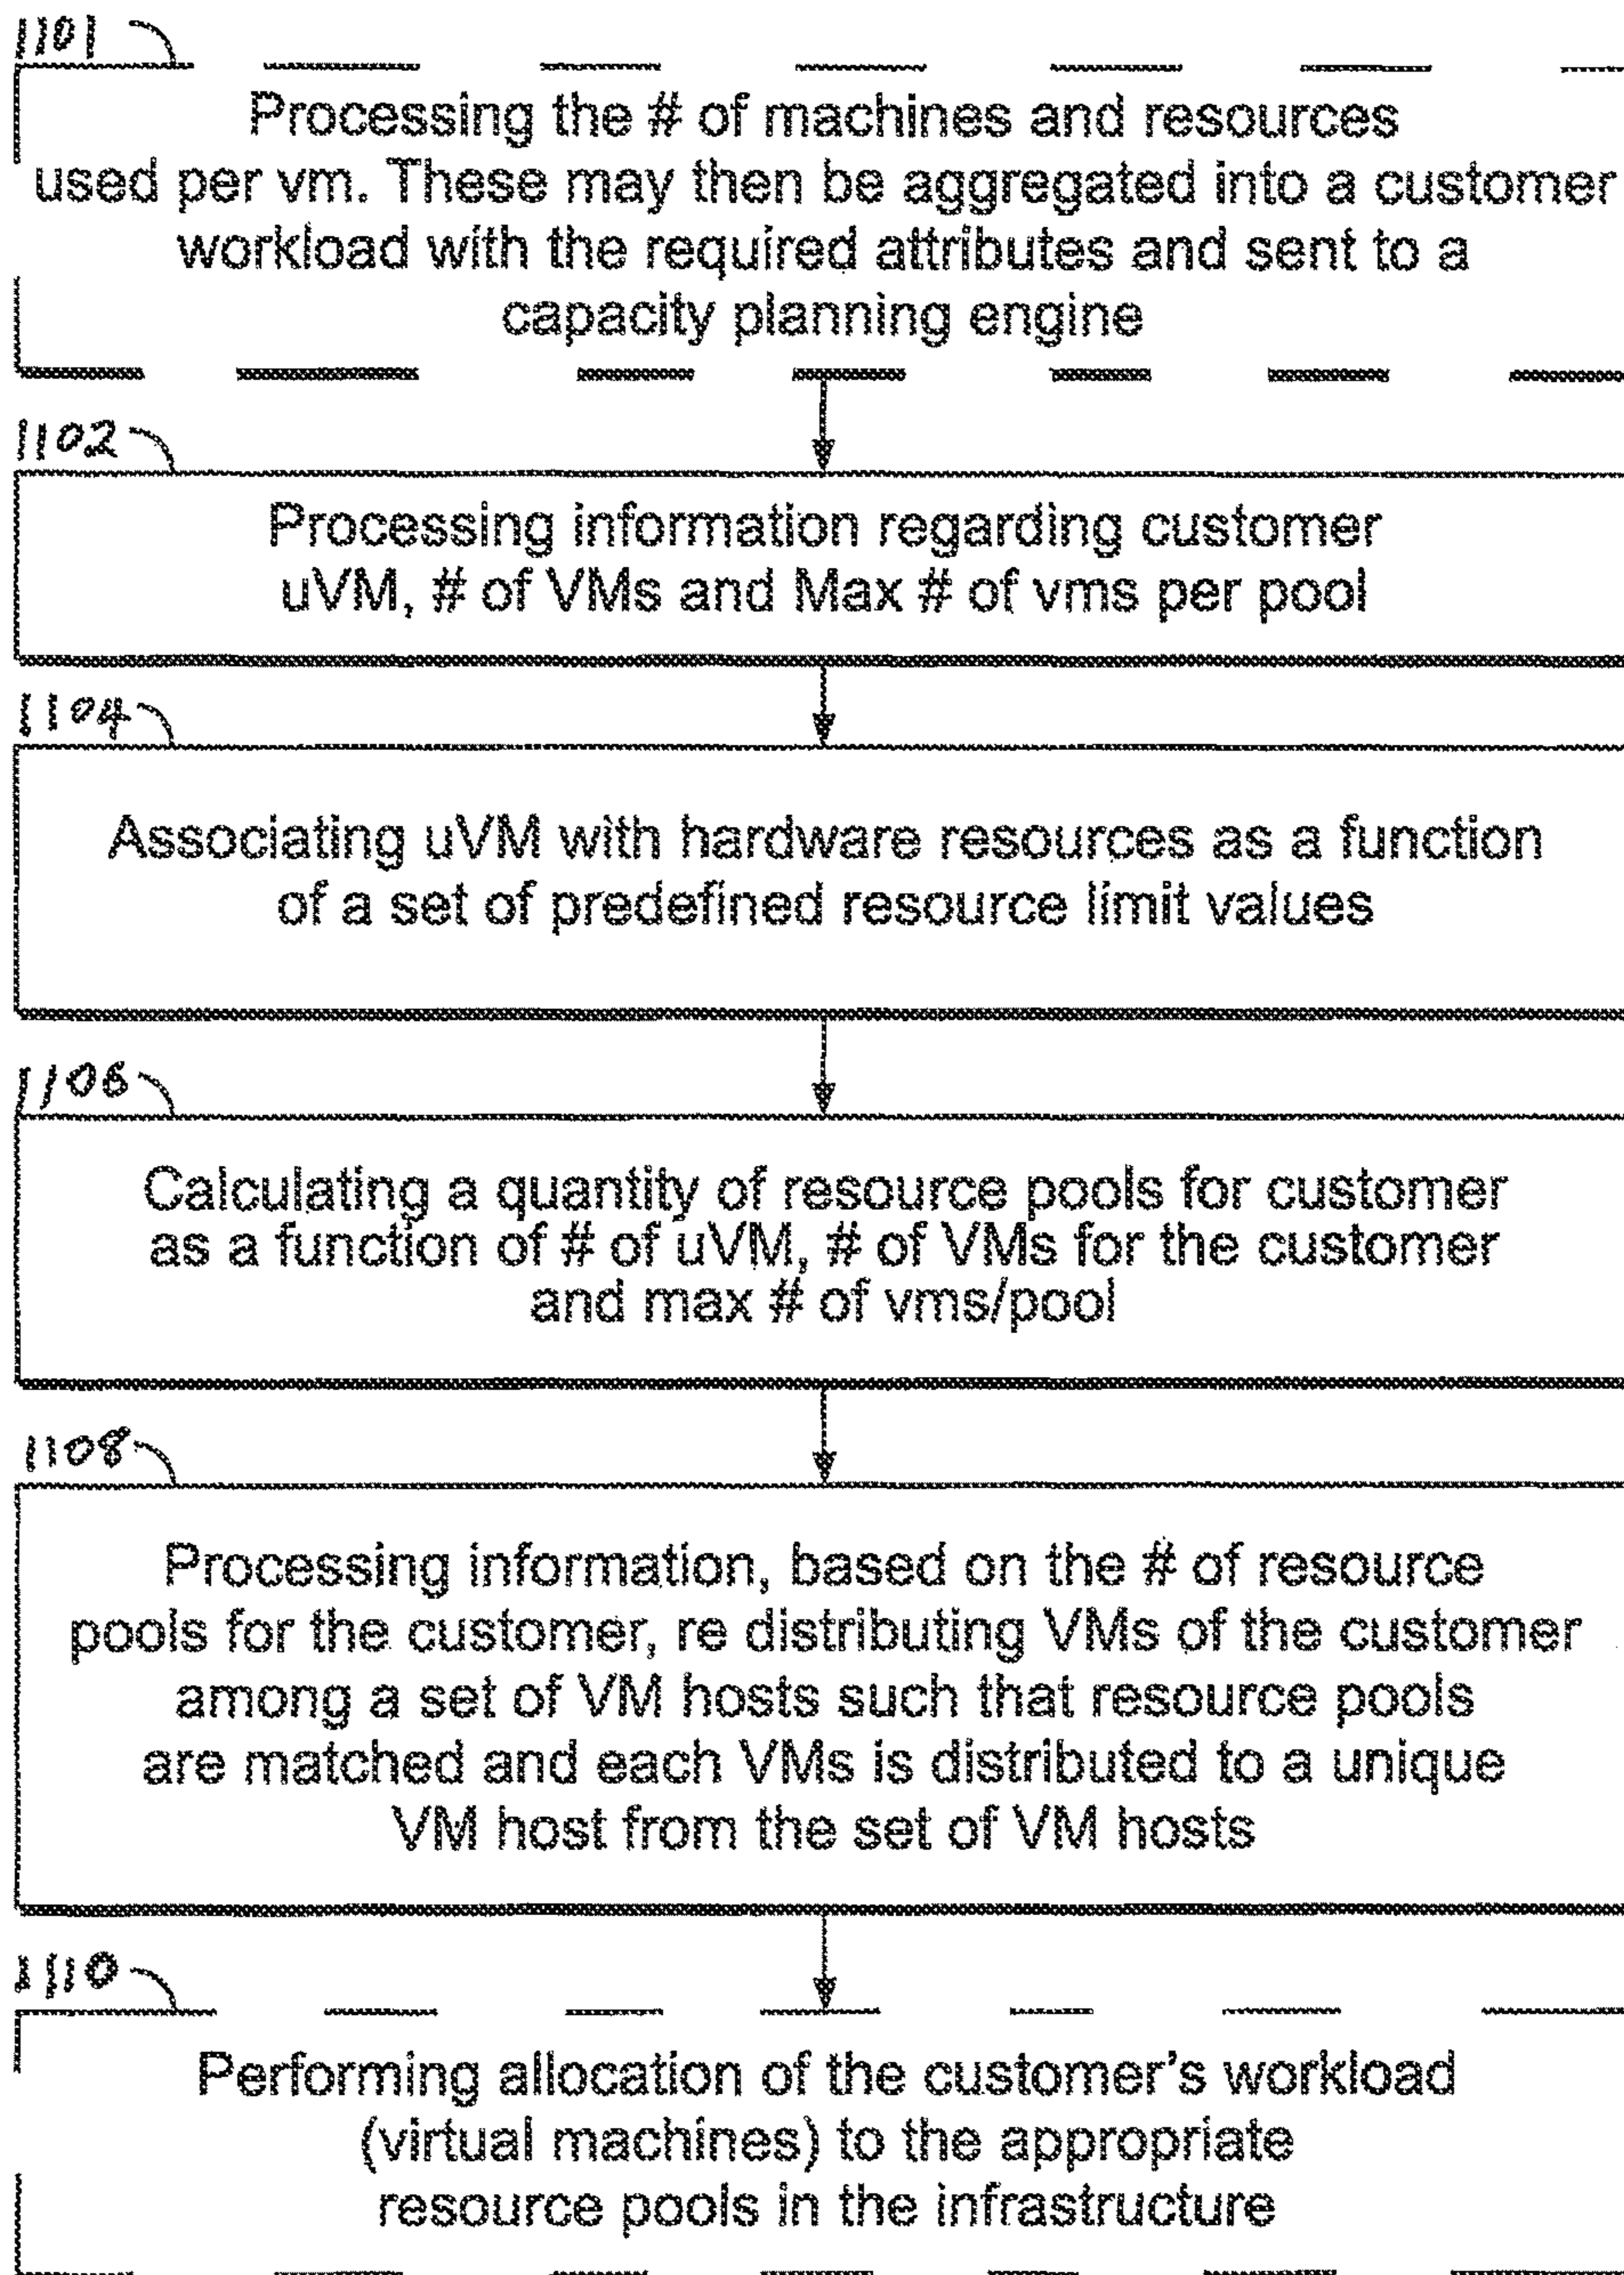 1101
Processing the # of machines and resources
used per vm. These may then be aggregated into a customer
workload with the required attributes and sent to a
capacity planning engine
1102
Processing information regarding customer
uVM, # of VMs and Max # of vms per pool
1104
Associating uVM with hardware resources as a function
of a set of predefined resource limit values
1106
Calculating a quantity of resource pools for customer
as a function of # of uVM, # of VMs for the customer
and max # of vms/pool
1108
Processing information, based on the # of resource
pools for the customer, re distributing VMs of the customer
among a set of VM hosts such that resource pools
are matched and each VMs is distributed to a unique
VM host from the set of VM hosts
1110
Performing allocation of the customer's workload
(virtual machines) to the appropriate
resource pools in the infrastructure